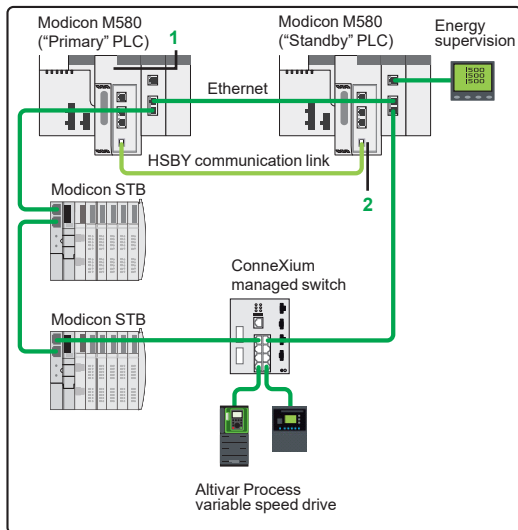 Modicon M580
("Primary" PLC)
1
Modicon M580
("Standby" PLC)
Energy
supervision
1500
1500
1500
Ethernet
HSBY communication link
2
Modicon STB
ConneXium
managed switch
Modicon STB
Altivar Process
variable speed drive